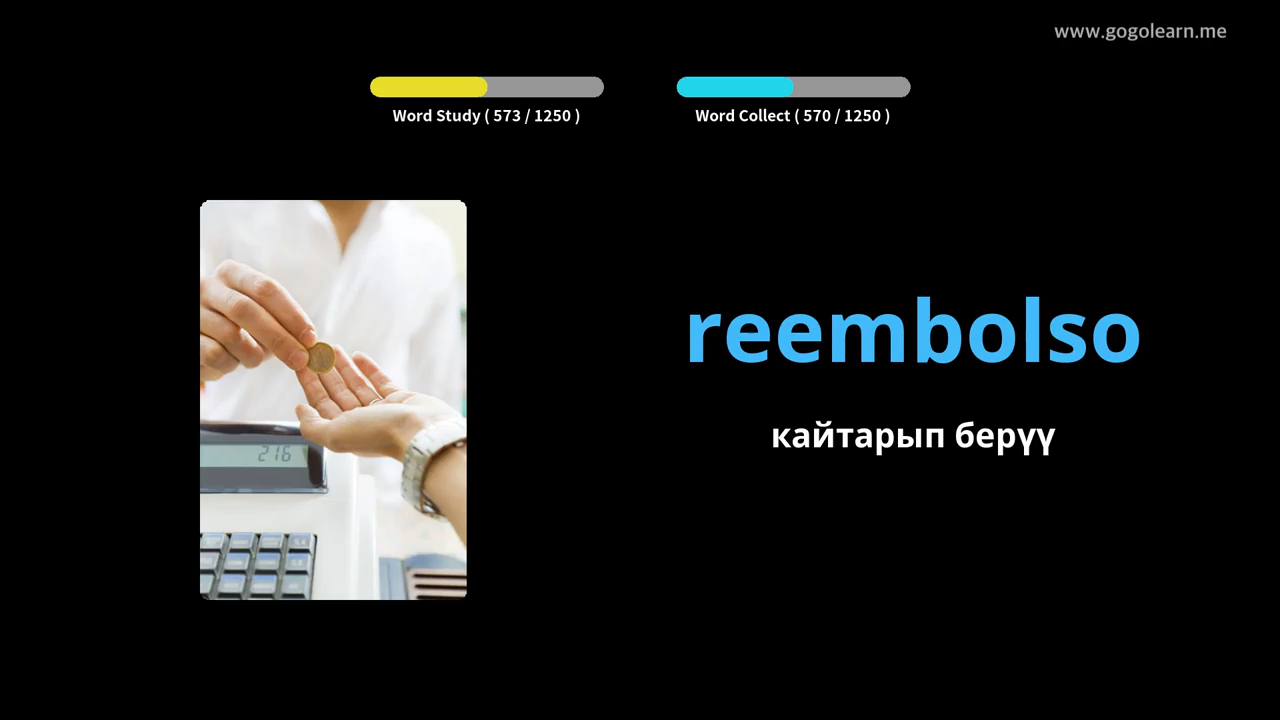 www.gogolearn.me
Word Study ( 573 / 1250 )
Word Collect ( 570 / 1250 )
216
reembolso
кайтарып берүү